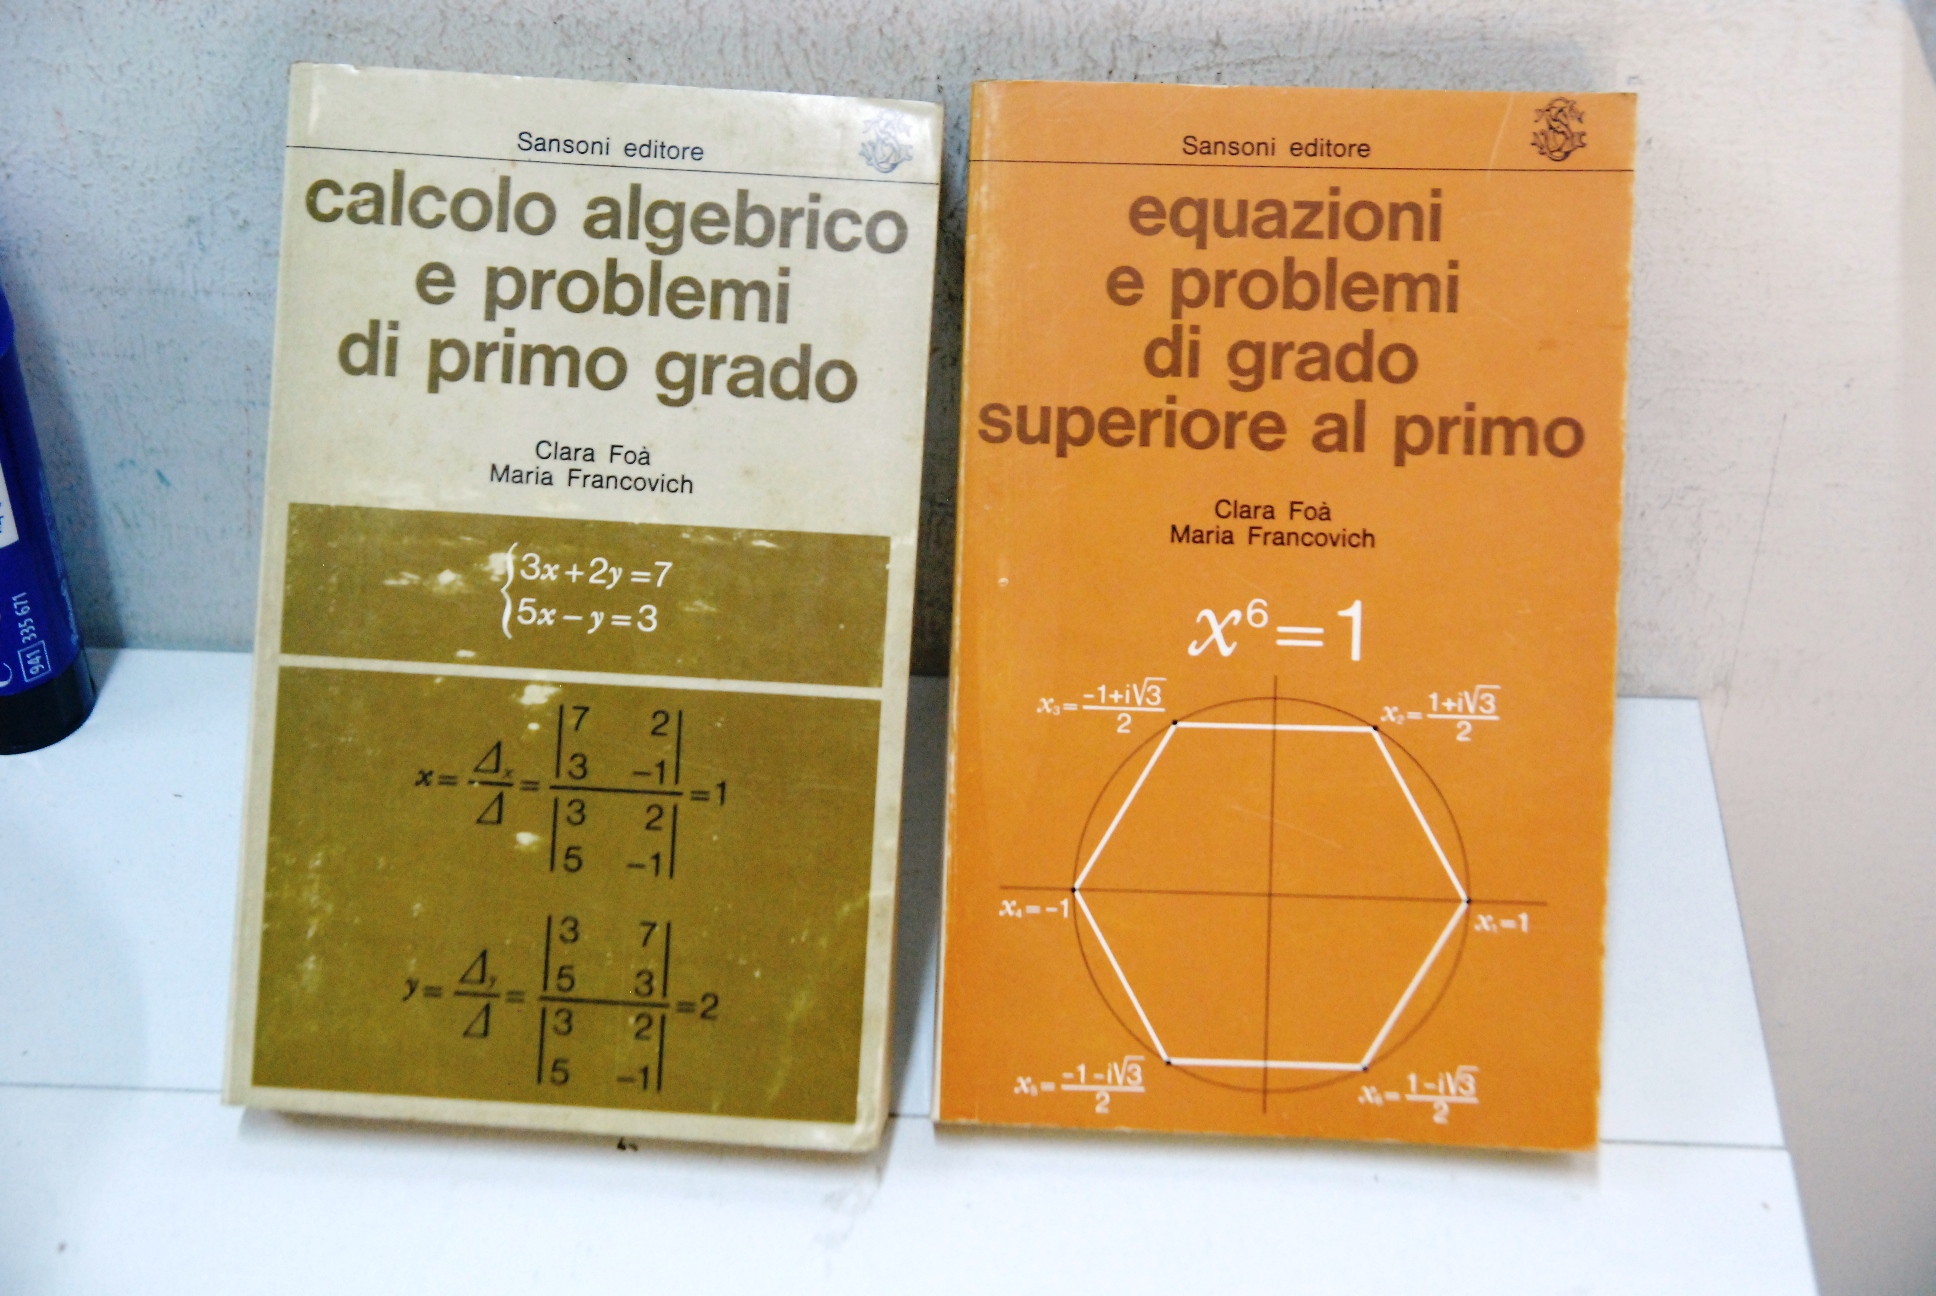 Sansoni editore
calcolo algebrico
e problemi
di primo grado
Clara Foà
Maria Francovich
3x+2y=7
5x-y=3
x= Δx/Δ = |7 2| |3 -1| / |3 2| |5 -1| =1
y= Δy/Δ = |3 7| |5 3| / |3 2| |5 -1| =2
Sansoni editore
equazioni
e problemi
di grado
superiore al primo
Clara Foà
Maria Francovich
x⁶=1
x₃= -1+i√3/2
x₂= 1+i√3/2
x₄=-1
x₁=1
x₅= -1-i√3/2
x₆= 1-i√3/2
941 335 671